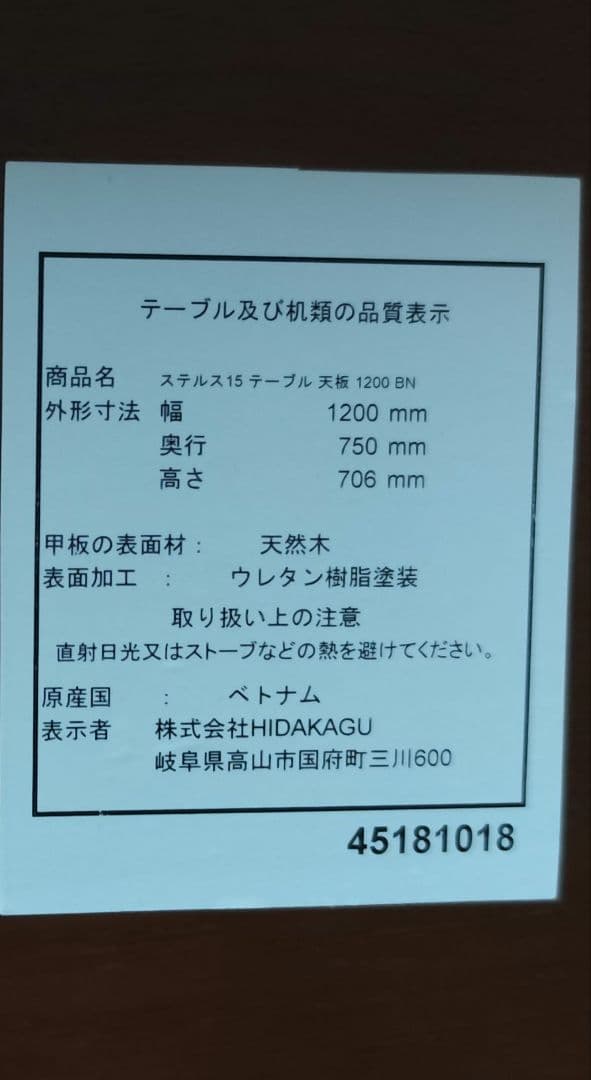 テーブル及び机類の品質表示
商品名 ステルス15 テーブル 天板 1200 BN
外形寸法 幅 1200 mm
奥行 750 mm
高さ 706 mm
甲板の表面材: 天然木
表面加工 : ウレタン樹脂塗装
取り扱い上の注意
直射日光又はストーブなどの熱を避けてください。
原産国 : ベトナム
表示者 株式会社HIDAKAGU
岐阜県高山市国府町三川600
45181018